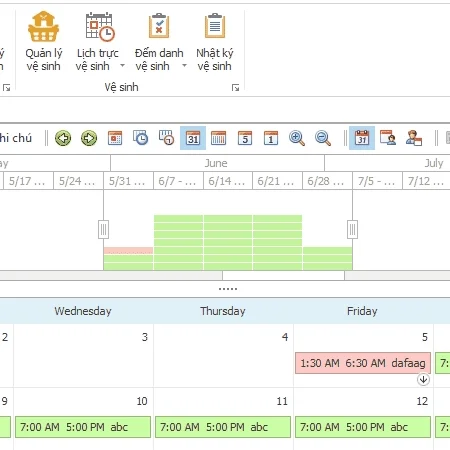 Quản lý Lịch trực Đếm danh Nhật ký
vệ sinh vệ sinh vệ sinh vệ sinh
Vệ sinh
hi chú 31 5 1 31
June July
5/17 ... 5/24 ... 5/31 ... 6/7 - ... 6/14 ... 6/21 ... 6/28 ... 7/5 - ... 7/12 ...
Wednesday Thursday Friday
2 3 4 5
1:30 AM 6:30 AM dafaag 7:
9 10 11 12
7:00 AM 5:00 PM abc 7:00 AM 5:00 PM abc 7:00 AM 5:00 PM abc 7: